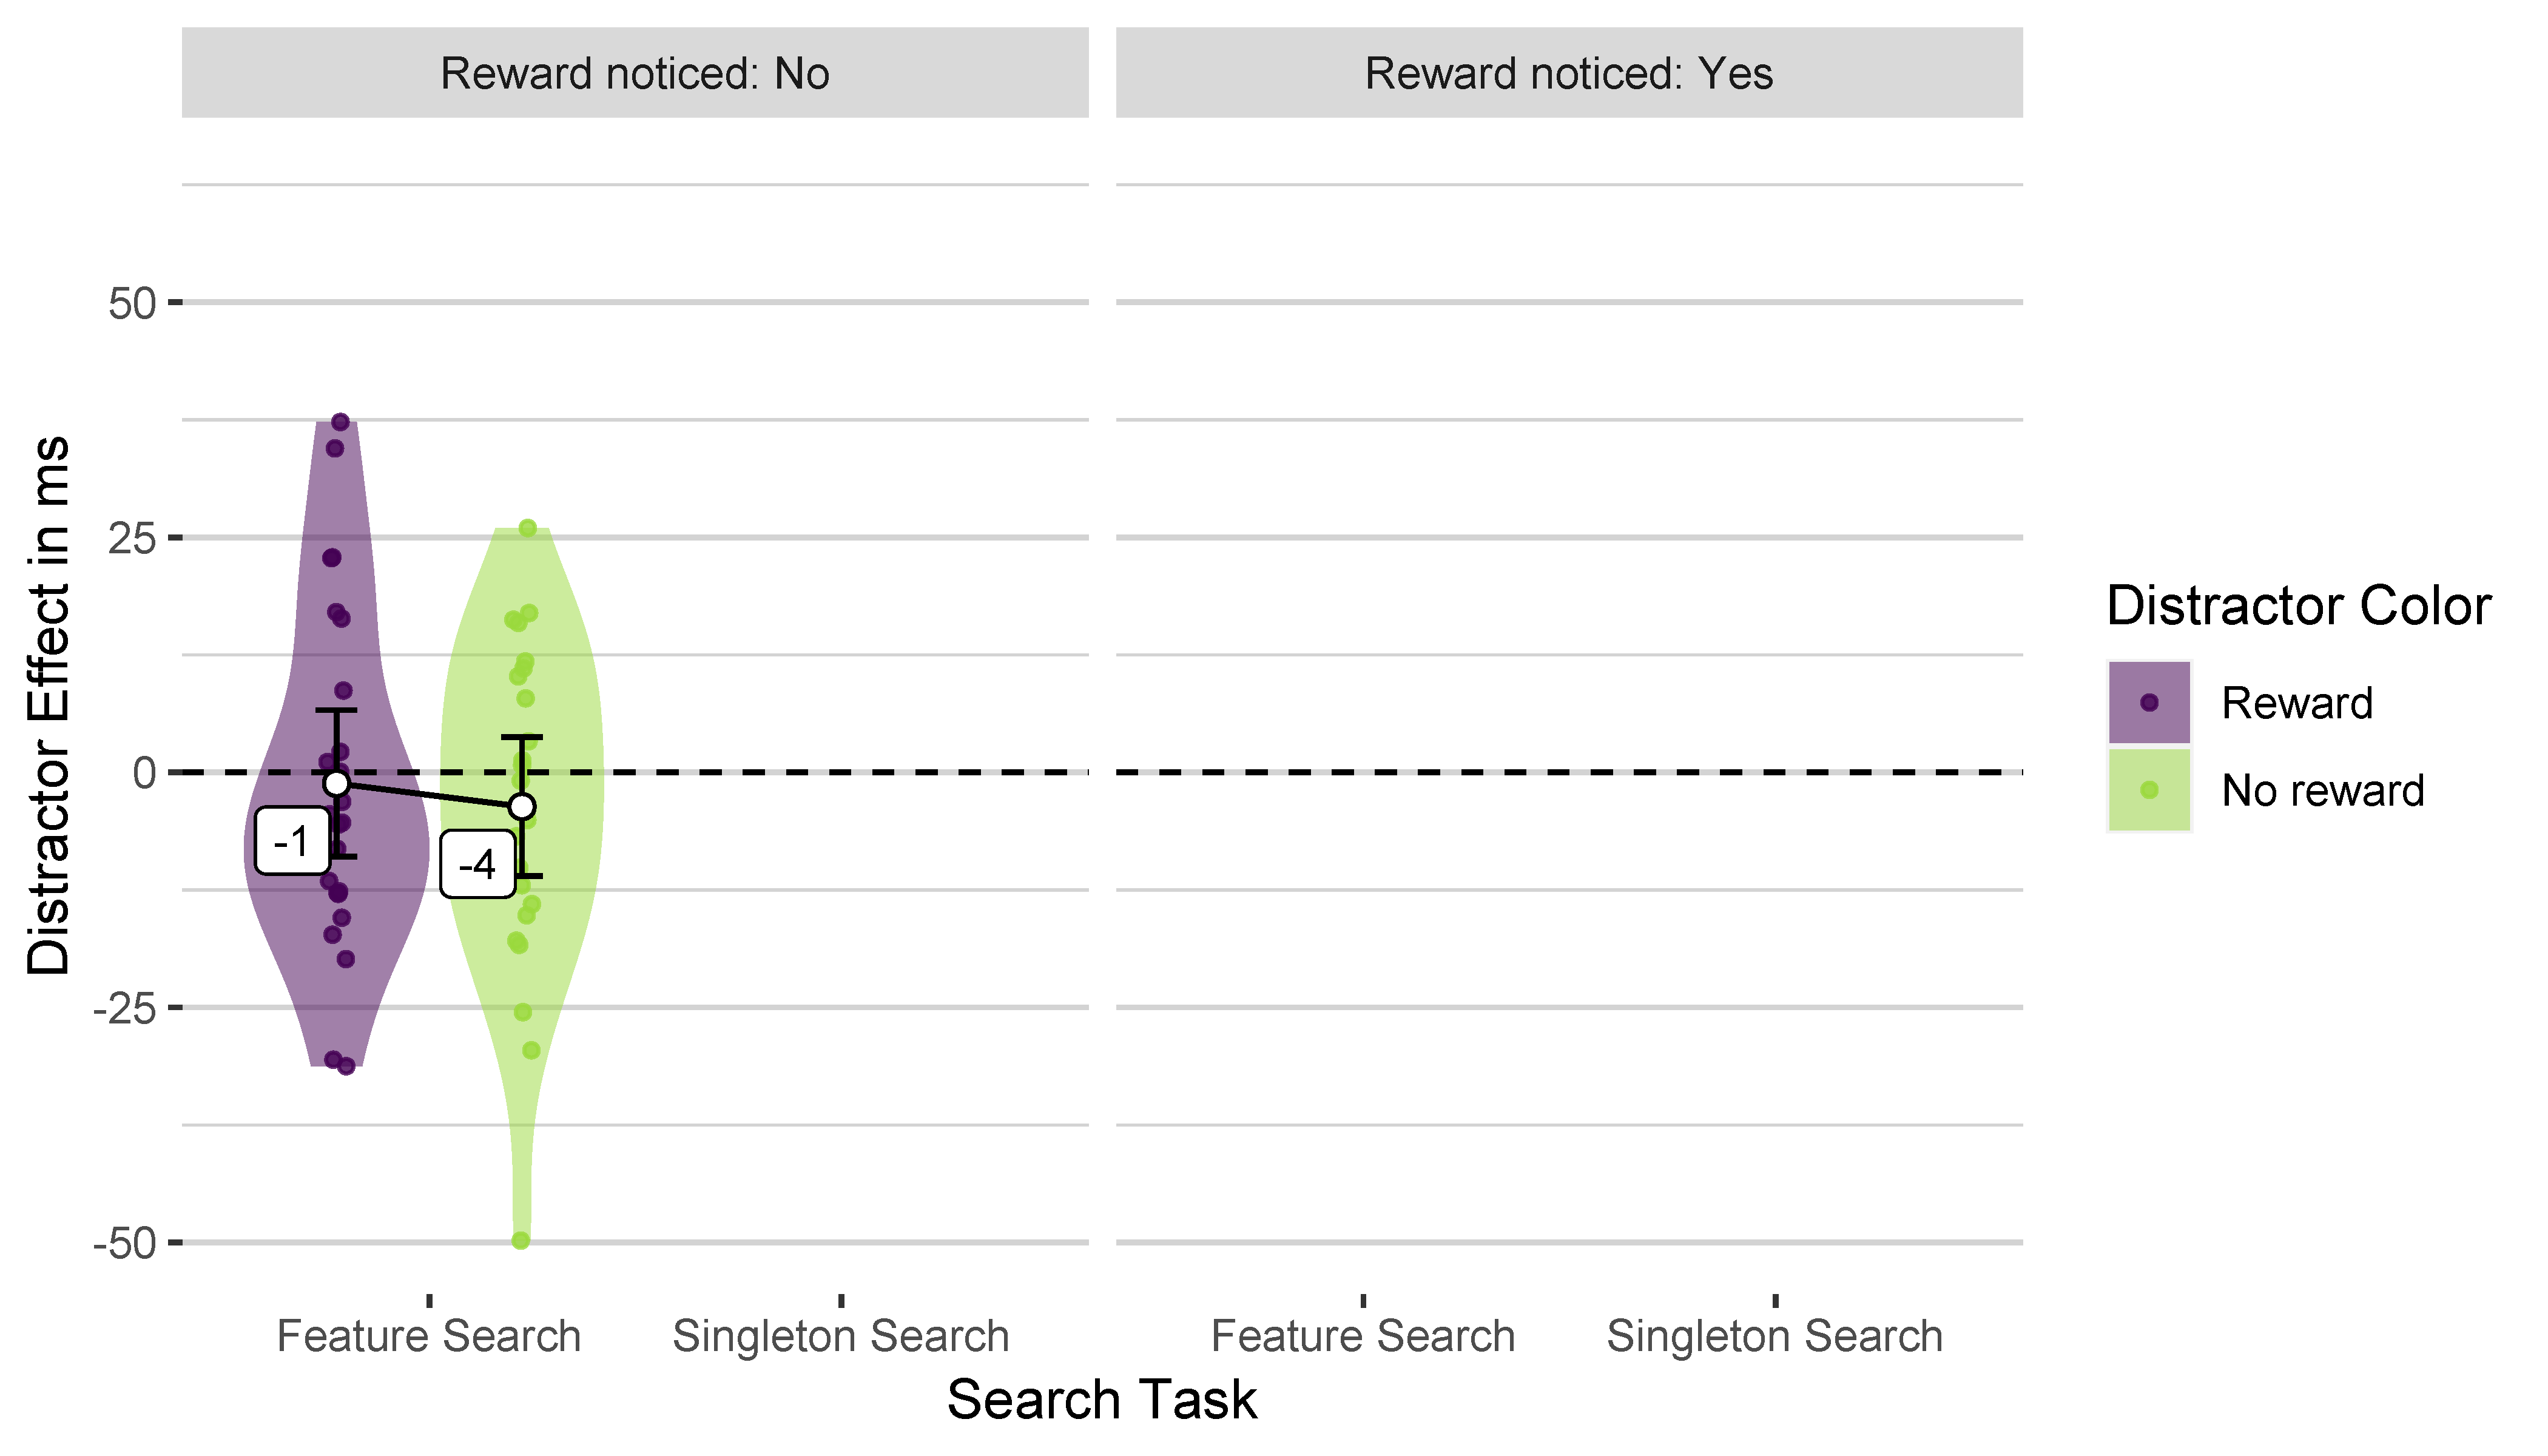 Reward noticed: No
Reward noticed: Yes
Distractor Effect in ms
50
25
0
-25
-50
-1
-4
Feature Search
Singleton Search
Feature Search
Singleton Search
Search Task
Distractor Color
Reward
No reward